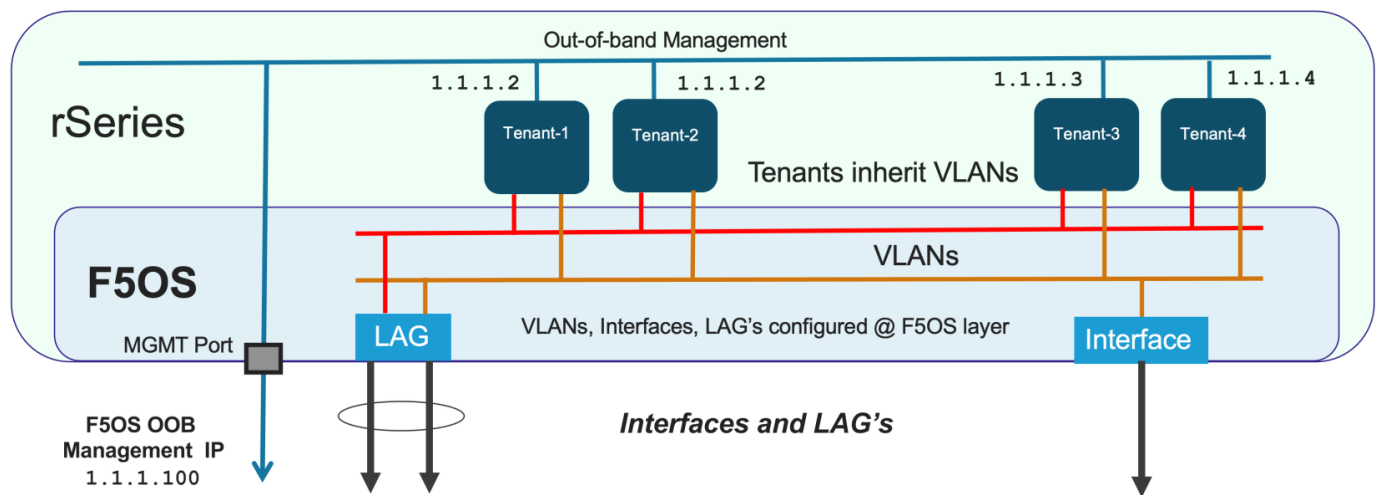 Out-of-band Management
1.1.1.2
1.1.1.2
1.1.1.3
1.1.1.4
rSeries
Tenant-1
Tenant-2
Tenant-3
Tenant-4
Tenants inherit VLANs
F5OS
VLANs
LAG
VLANs, Interfaces, LAG's configured @ F5OS layer
Interface
MGMT Port
F5OS OOB
Management IP
1.1.1.100
Interfaces and LAG's